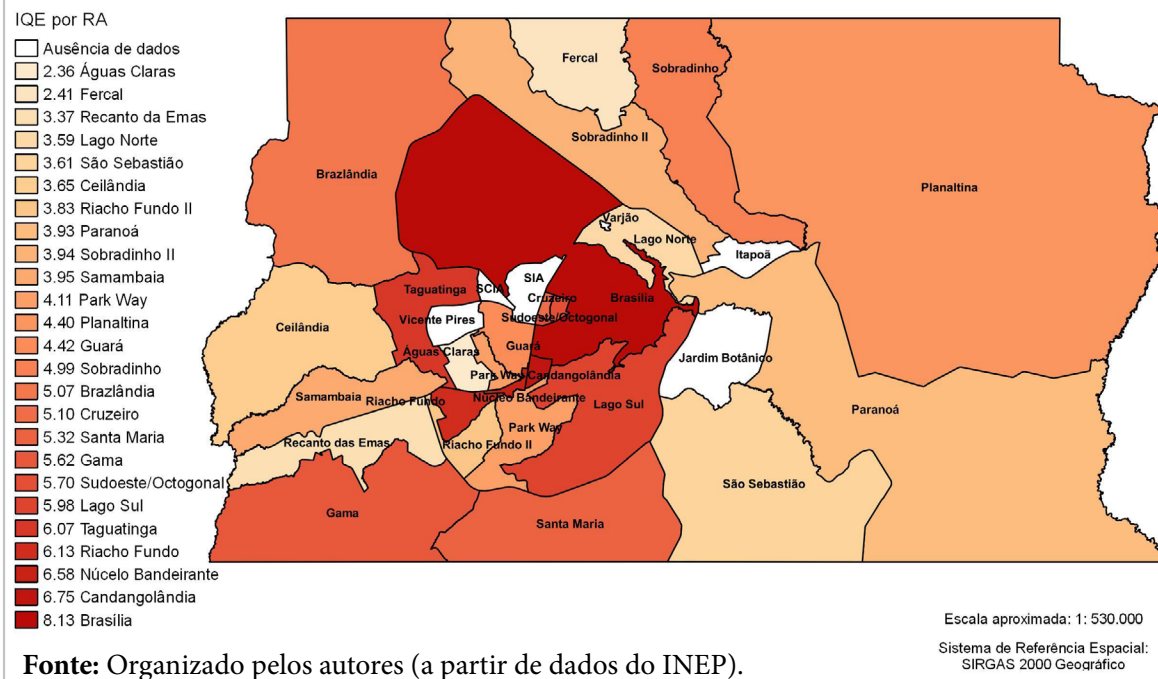 IQE por RA
Ausência de dados
2.36 Águas Claras
2.41 Fercal
3.37 Recanto da Emas
3.59 Lago Norte
3.61 São Sebastião
3.65 Ceilândia
3.83 Riacho Fundo II
3.93 Paranoá
3.94 Sobradinho II
3.95 Samambaia
4.11 Park Way
4.40 Planaltina
4.42 Guará
4.99 Sobradinho
5.07 Brazlândia
5.10 Cruzeiro
5.32 Santa Maria
5.62 Gama
5.70 Sudoeste/Octogonal
5.98 Lago Sul
6.07 Taguatinga
6.13 Riacho Fundo
6.58 Núcelo Bandeirante
6.75 Candangolândia
8.13 Brasília
Fercal
Sobradinho
Sobradinho II
Brazlândia
Planaltina
Varjão
Lago Norte
Itapoã
SIA
SCIA
Taguatinga
Cruzeiro
Brasília
Vicente Pires
Sudoeste/Octogonal
Ceilândia
Guará
Águas Claras
Jardim Botânico
Park Way
Candangolândia
Samambaia
Riacho Fundo
Núcleo Bandeirante
Lago Sul
Paranoá
Park Way
Recanto das Emas
Riacho Fundo II
São Sebastião
Gama
Santa Maria
Escala aproximada: 1: 530.000
Sistema de Referência Espacial:
SIRGAS 2000 Geográfico
Fonte: Organizado pelos autores (a partir de dados do INEP).